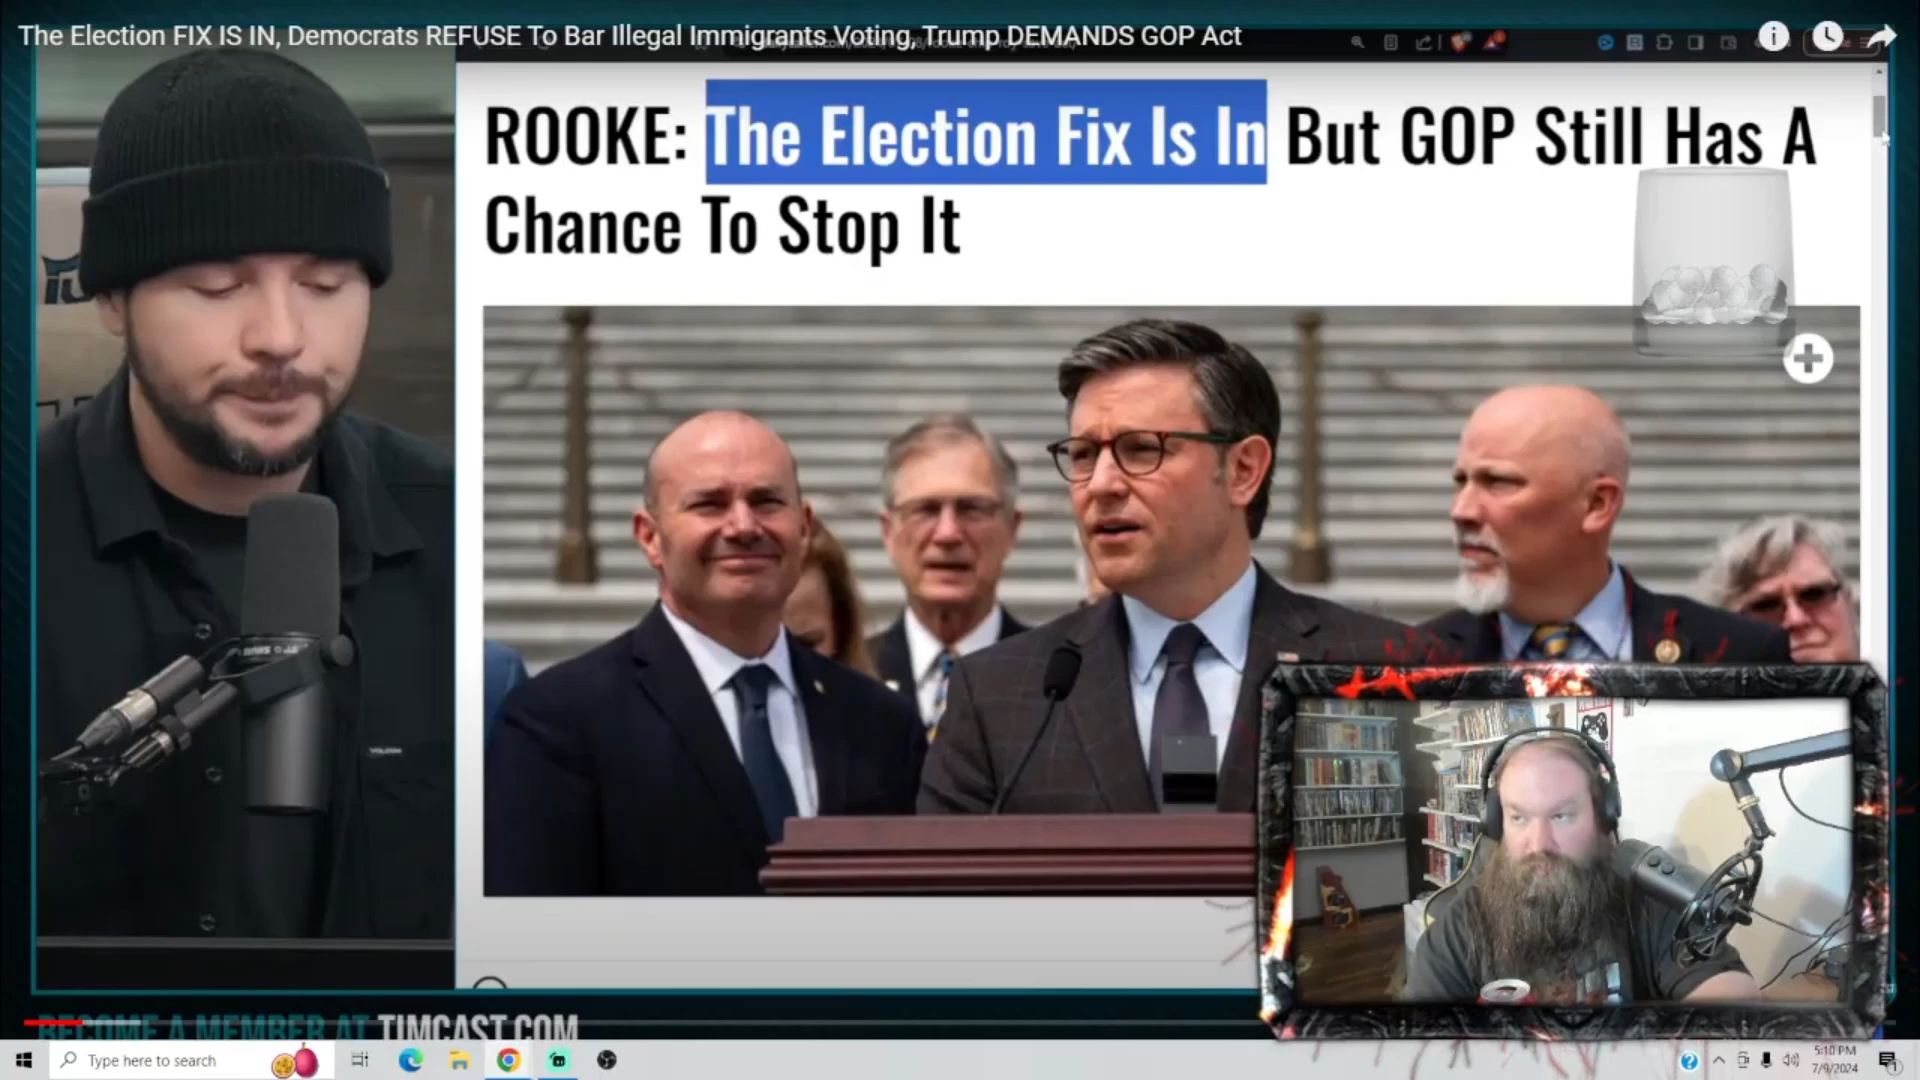 The Election FIX IS IN, Democrats REFUSE To Bar Illegal Immigrants Voting, Trump DEMANDS GOP Act
ROOKE: The Election Fix Is In But GOP Still Has A
Chance To Stop It
BECOME A MEMBER AT TIMCAST.COM
Type here to search
5:10 PM
7/9/2024